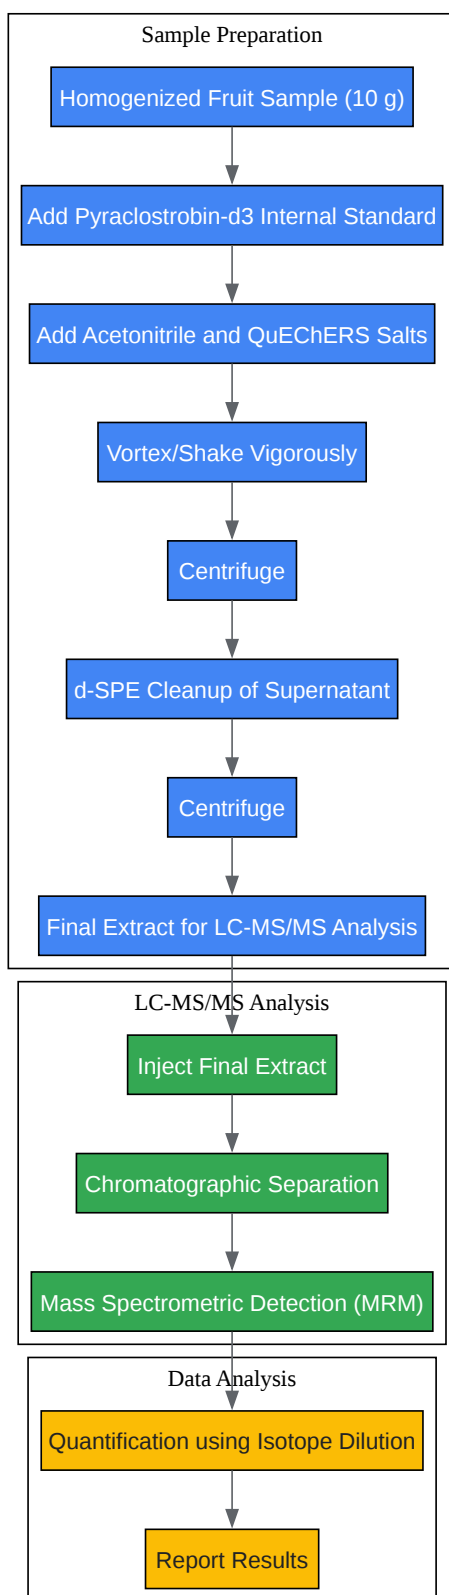 Sample Preparation
Homogenized Fruit Sample (10 g)
Add Pyraclostrobin-d3 Internal Standard
Add Acetonitrile and QuEChERS Salts
Vortex/Shake Vigorously
Centrifuge
d-SPE Cleanup of Supernatant
Centrifuge
Final Extract for LC-MS/MS Analysis
LC-MS/MS Analysis
Inject Final Extract
Chromatographic Separation
Mass Spectrometric Detection (MRM)
Data Analysis
Quantification using Isotope Dilution
Report Results